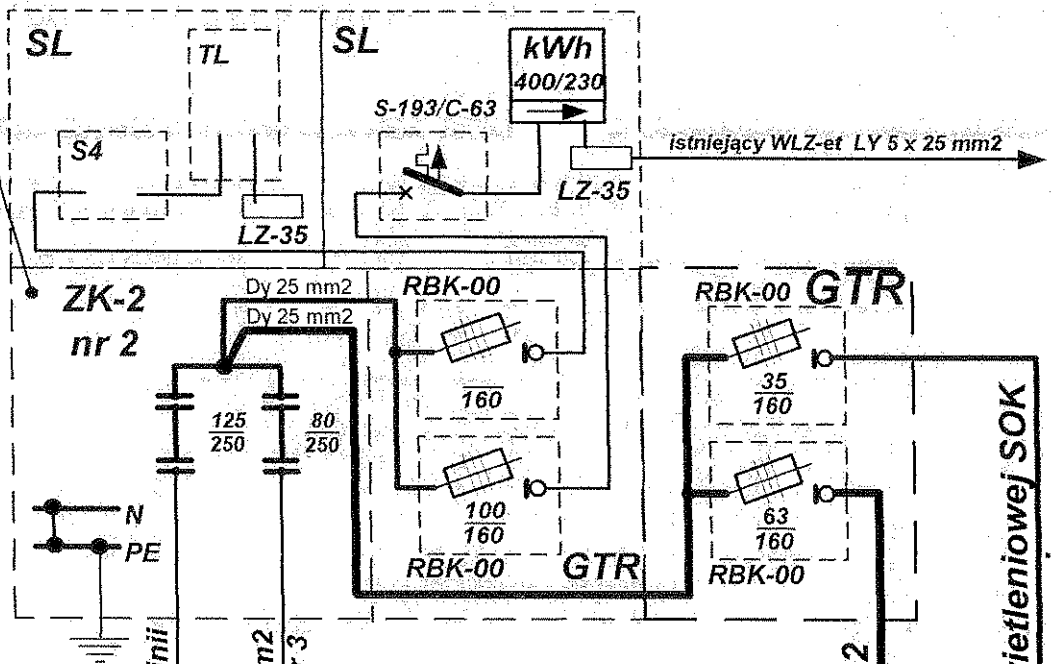 SL
TL
S4
LZ-35
SL
kWh
400/230
S-193/C-63
LZ-35
istniejący WLZ-et LY 5 x 25 mm2
ZK-2
nr 2
Dy 25 mm2
Dy 25 mm2
125
250
80
250
N
PE
RBK-00
160
100
160
RBK-00
GTR
RBK-00
GTR
35
160
63
160
RBK-00